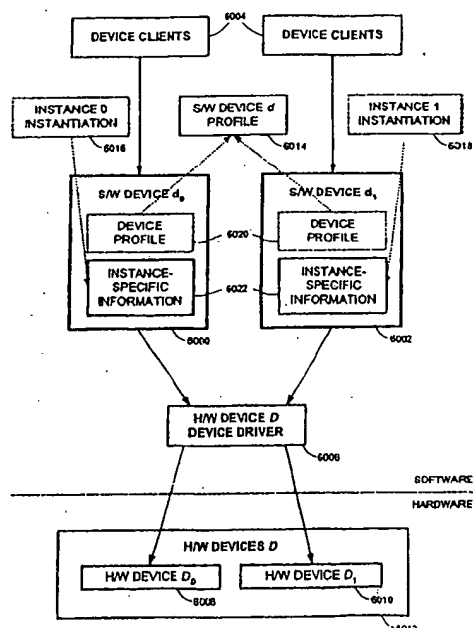 6004
DEVICE CLIENTS
DEVICE CLIENTS
INSTANCE 0
INSTANTIATION
6016
S/W DEVICE d
PROFILE
6014
INSTANCE 1
INSTANTIATION
6018
S/W DEVICE d0
DEVICE
PROFILE
6020
INSTANCE-
SPECIFIC
INFORMATION
6022
6000
S/W DEVICE d1
DEVICE
PROFILE
INSTANCE-
SPECIFIC
INFORMATION
6002
H/W DEVICE D
DEVICE DRIVER
6006
SOFTWARE
HARDWARE
H/W DEVICES D
H/W DEVICE D0
6008
H/W DEVICE D1
6010
6012